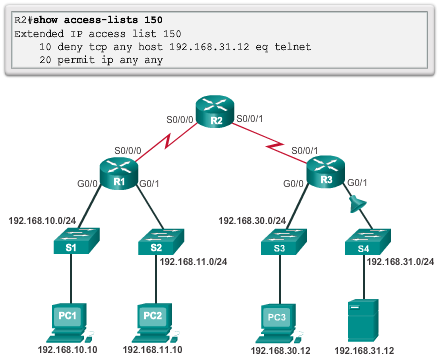 R2#show access-lists 150
Extended IP access list 150
10 deny tcp any host 192.168.31.12 eq telnet
20 permit ip any any
R2
S0/0/0
S0/0/1
S0/0/0
S0/0/1
R1
R3
G0/0
G0/1
G0/0
G0/1
192.168.10.0/24
192.168.30.0/24
S1
S2
S3
S4
192.168.11.0/24
192.168.31.0/24
PC1
PC2
PC3
192.168.10.10
192.168.11.10
192.168.30.12
192.168.31.12